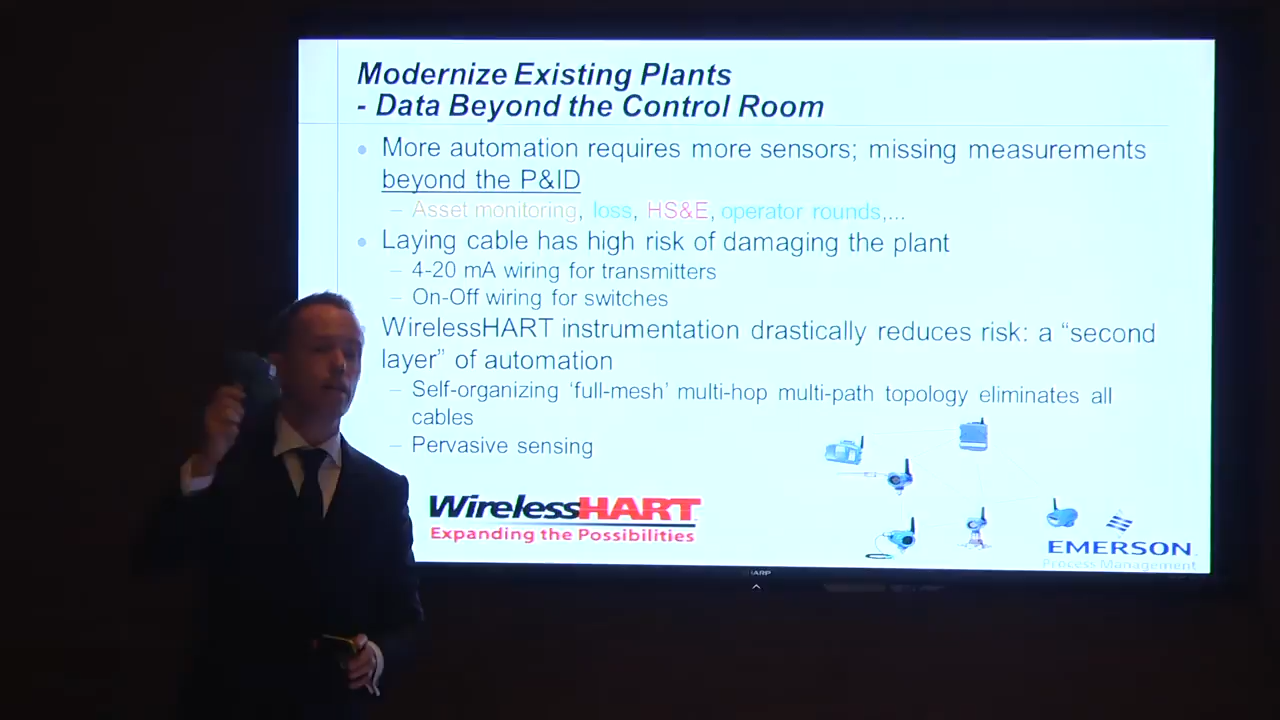 Modernize Existing Plants
- Data Beyond the Control Room
• More automation requires more sensors; missing measurements
beyond the P&ID
– Asset monitoring, loss, HS&E, operator rounds,...
• Laying cable has high risk of damaging the plant
– 4-20 mA wiring for transmitters
– On-Off wiring for switches
• WirelessHART instrumentation drastically reduces risk: a “second
layer” of automation
– Self-organizing ‘full-mesh’ multi-hop multi-path topology eliminates all
cables
– Pervasive sensing
WirelessHART
Expanding the Possibilities
EMERSON
Process Management
SHARP